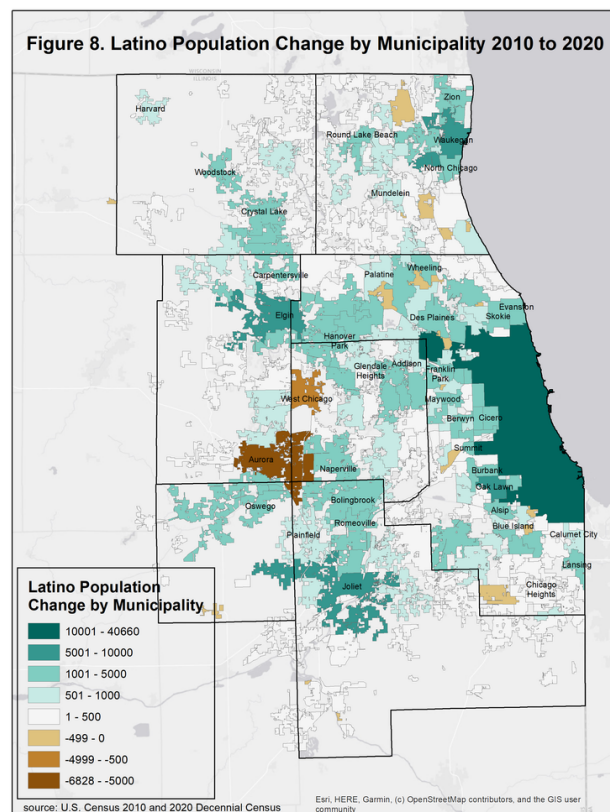 Figure 8. Latino Population Change by Municipality 2010 to 2020
WISCONSIN
ILLINOIS
Harvard
Zion
Round Lake Beach
Waukegan
North Chicago
Woodstock
Mundelein
Crystal Lake
Carpentersville
Palatine
Wheeling
Elgin
Des Plaines
Evanston
Skokie
Hanover
Park
Glendale
Heights
Addison
Franklin
Park
West Chicago
Maywood
Berwyn
Cicero
Summit
Aurora
Naperville
Burbank
Oak Lawn
Oswego
Bolingbrook
Romeoville
Alsip
Blue Island
Plainfield
Calumet City
Lansing
Joliet
Chicago
Heights
Latino Population
Change by Municipality
10001 - 40660
5001 - 10000
1001 - 5000
501 - 1000
1 - 500
-499 - 0
-4999 - -500
-6828 - -5000
source: U.S. Census 2010 and 2020 Decennial Census
Esri, HERE, Garmin, (c) OpenStreetMap contributors, and the GIS user
community